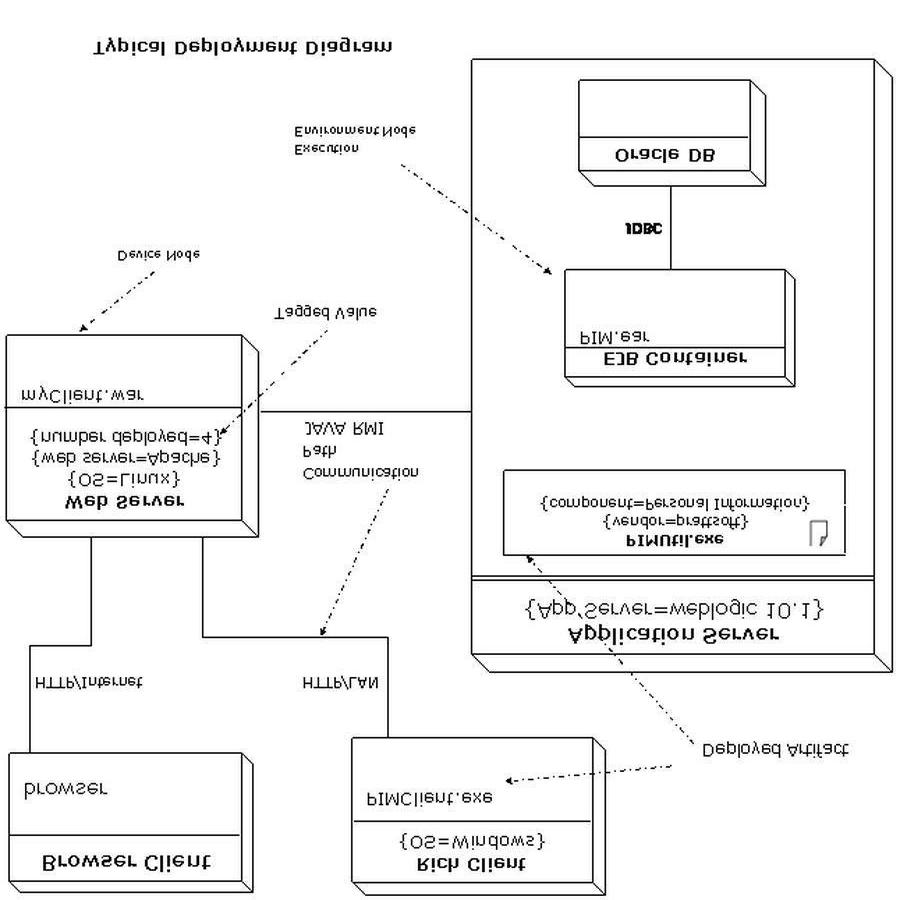 Browser Client
browser
Rich Client
{OS=Windows}
PIMClient.exe
Deployed Artifact
HTTP/Internet
HTTP/LAN
Application Server
{App Server=weblogic 10.1}
PIMUtil.exe
{vendor=prattsoft}
{component=Personal Information}
Web Server
{OS=Linux}
{web server=Apache}
{number deployed=4}
myClient.war
Communication
Path
JAVA RMI
EJB Container
PIM.ear
Tagged Value
Device Node
JDBC
Execution
Environment Node
Oracle DB
Typical Deployment Diagram